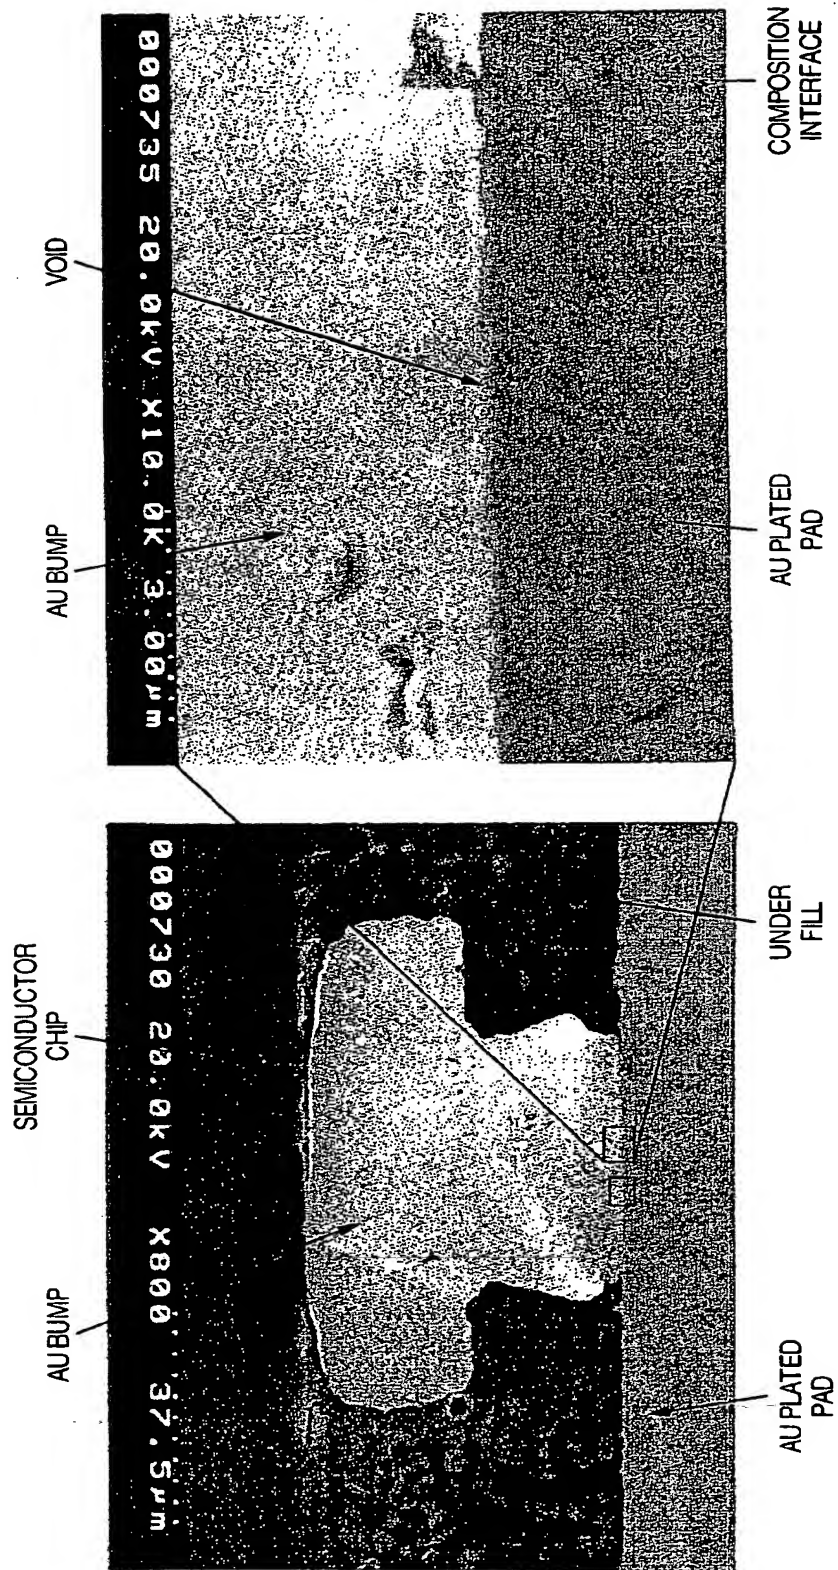 AU BUMP
SEMICONDUCTOR
CHIP
000730 20.0kV X800 37.5µm
AU PLATED
PAD
UNDER
FILL
AU BUMP
VOID
000735 20.0kV X10.0K 3.00µm
AU PLATED
PAD
COMPOSITION
INTERFACE